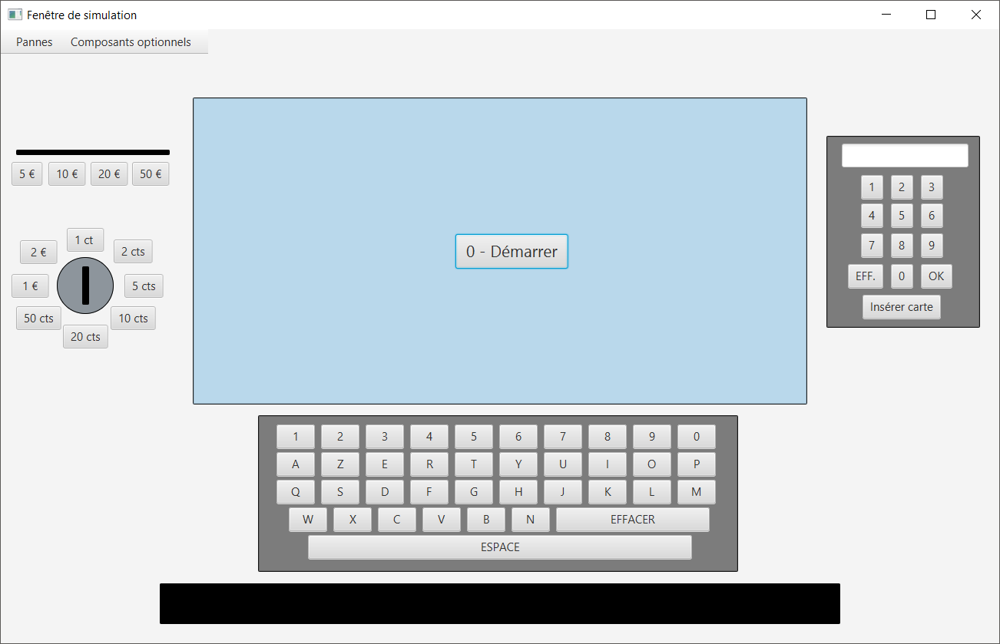 Fenêtre de simulation
Pannes Composants optionnels
5 € 10 € 20 € 50 €
1 ct
2 € 2 cts
1 € 5 cts
50 cts 10 cts
20 cts
0 - Démarrer
1 2 3
4 5 6
7 8 9
EFF. 0 OK
Insérer carte
1 2 3 4 5 6 7 8 9 0
A Z E R T Y U I O P
Q S D F G H J K L M
W X C V B N EFFACER
ESPACE